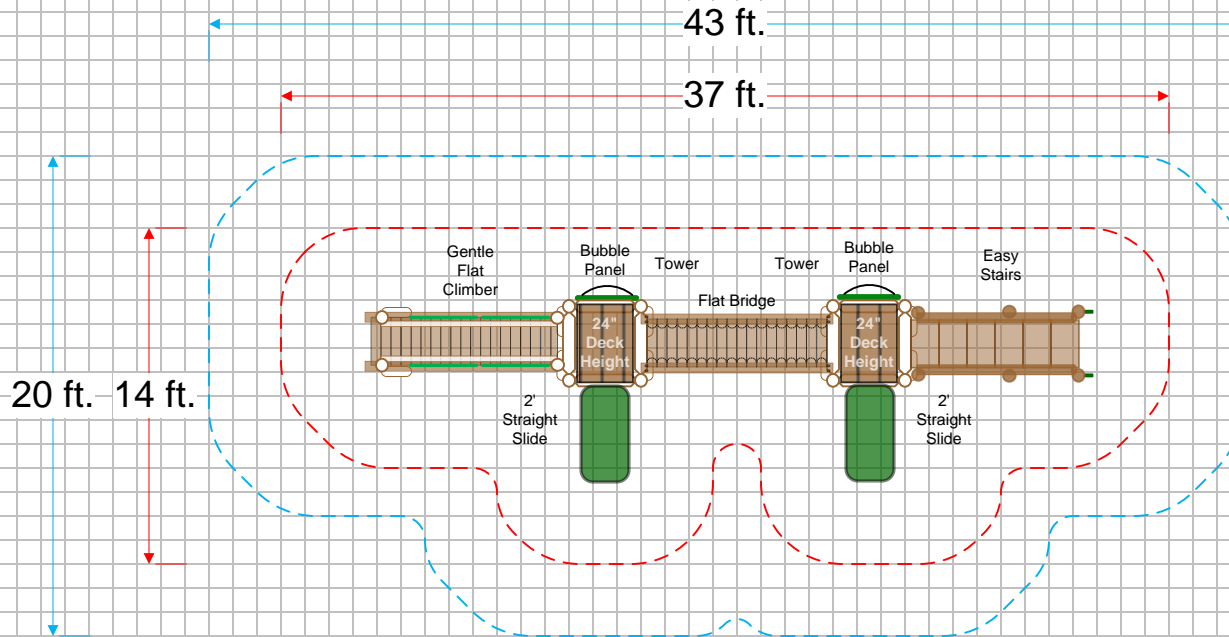 43 ft.
37 ft.
20 ft.
14 ft.
Gentle
Flat
Climber
Bubble
Panel
Tower
Tower
Bubble
Panel
Easy
Stairs
Flat Bridge
24"
Deck
Height
24"
Deck
Height
2'
Straight
Slide
2'
Straight
Slide